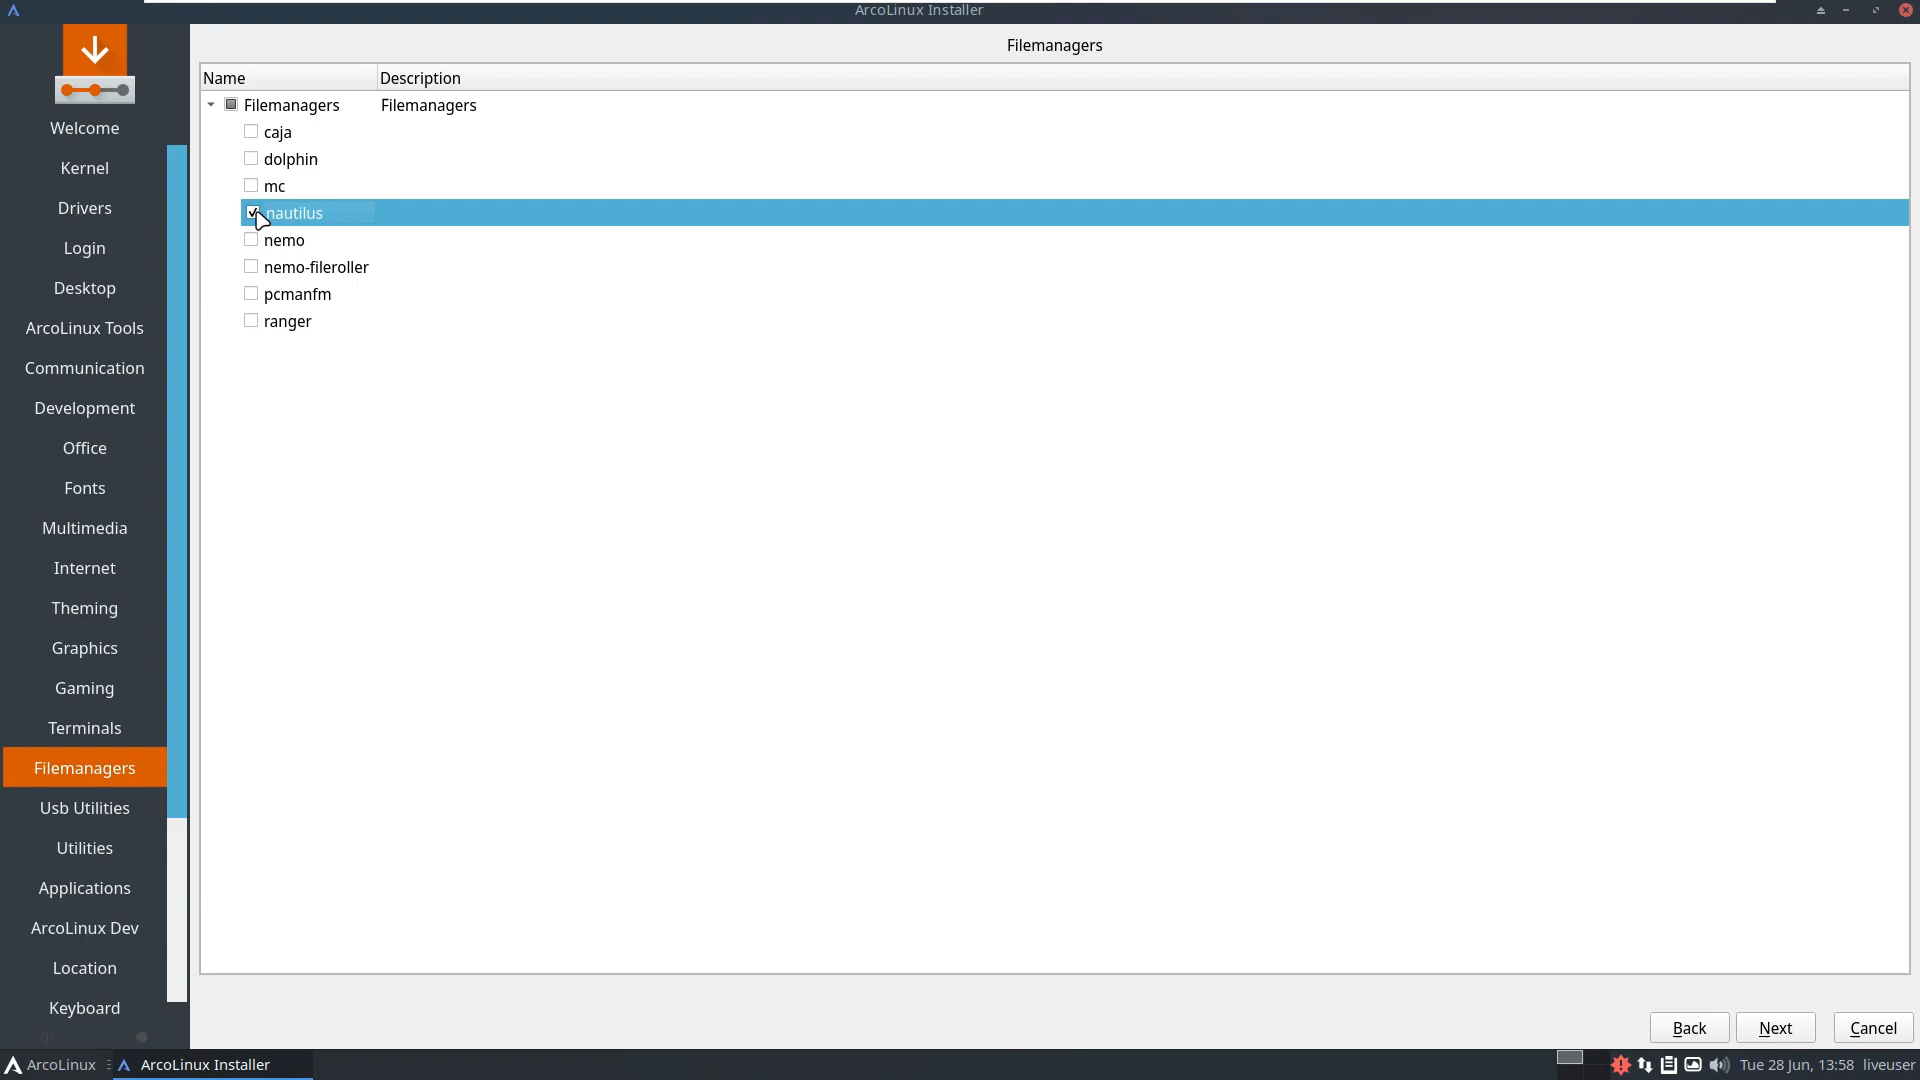 ArcoLinux Installer
Filemanagers
Name Description
Filemanagers Filemanagers
caja
dolphin
mc
nautilus
nemo
nemo-fileroller
pcmanfm
ranger
Welcome
Kernel
Drivers
Login
Desktop
ArcoLinux Tools
Communication
Development
Office
Fonts
Multimedia
Internet
Theming
Graphics
Gaming
Terminals
Filemanagers
Usb Utilities
Utilities
Applications
ArcoLinux Dev
Location
Keyboard
Back Next Cancel
ArcoLinux ArcoLinux Installer Tue 28 Jun, 13:58 liveuser